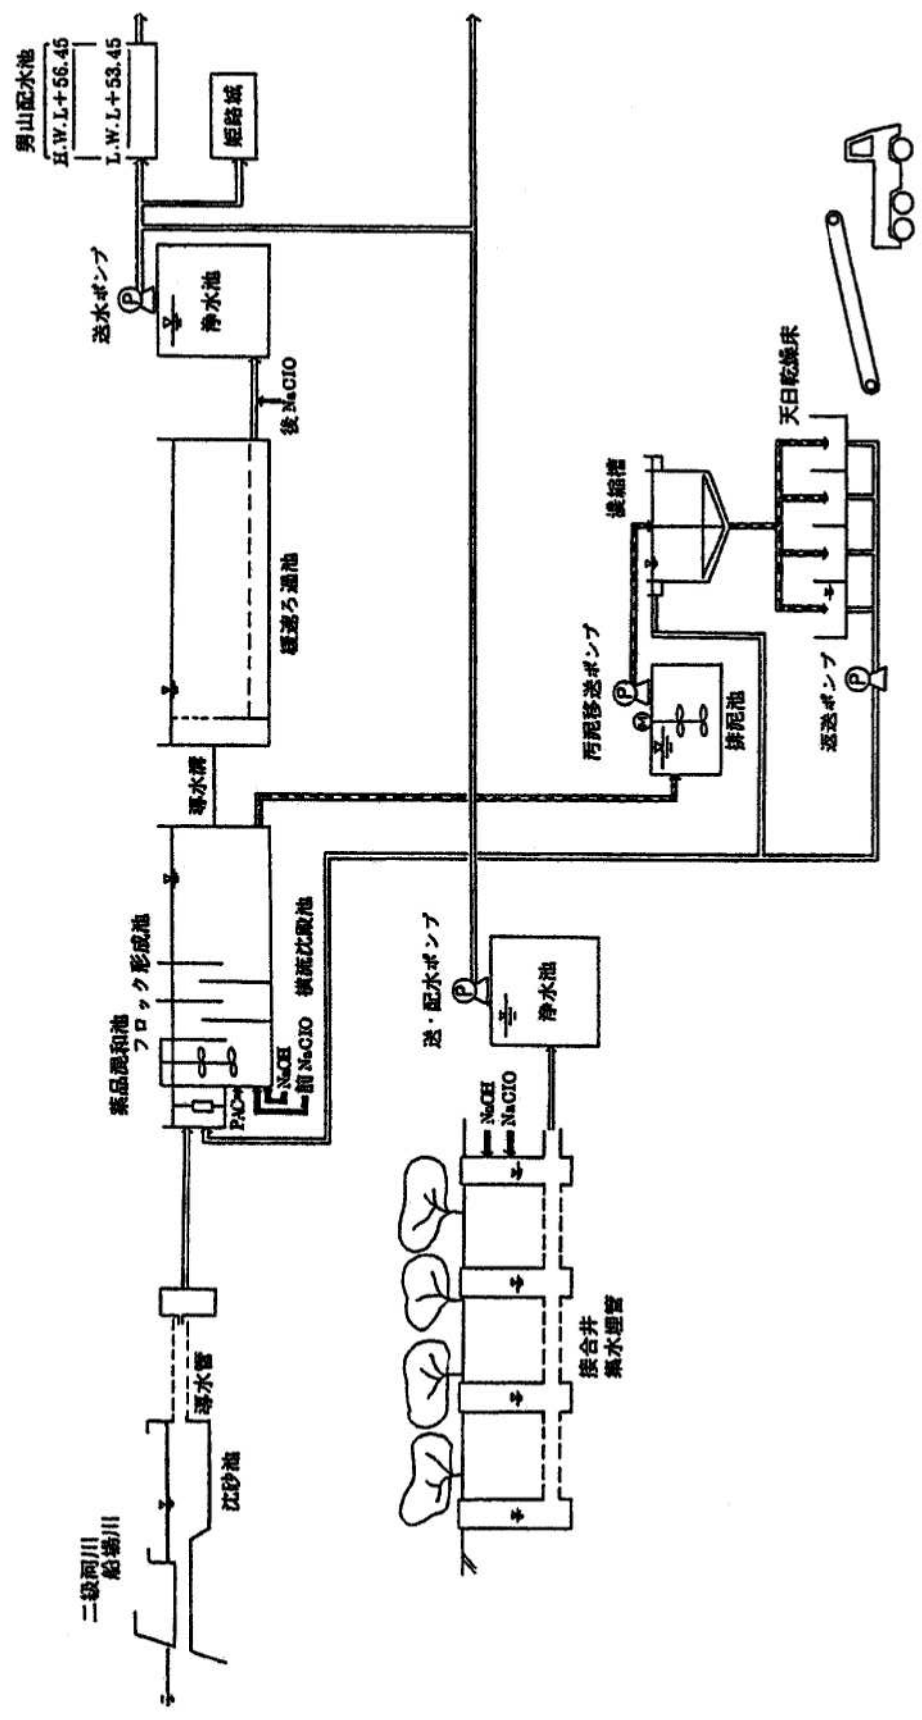 二級河川
船場川
沈砂池
導水管
薬品混和池
フロック形成池
PAC
NaOH
前NaClO
横流沈殿池
導水溝
緩速ろ過池
後NaClO
浄水池
送水ポンプ
P
男山配水池
H.W.L+56.45
L.W.L+53.45
姫路城
接合井
集水埋管
NaOH
NaClO
浄水池
送・配水ポンプ
P
排泥池
M
P
汚泥移送ポンプ
濃縮槽
天日乾燥床
返送ポンプ
P